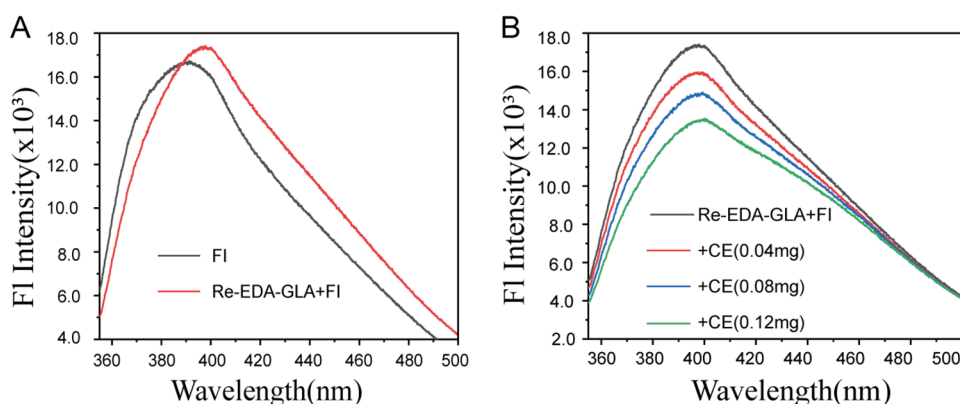 A
Fl Intensity(x10³)
18.0
16.0
14.0
12.0
10.0
8.0
6.0
4.0
FI
Re-EDA-GLA+FI
360 380 400 420 440 460 480 500
Wavelength(nm)
B
Fl Intensity(x10³)
18.0
16.0
14.0
12.0
10.0
8.0
6.0
4.0
2.0
Re-EDA-GLA+FI
+CE(0.04mg)
+CE(0.08mg)
+CE(0.12mg)
360 380 400 420 440 460 480 500
Wavelength(nm)